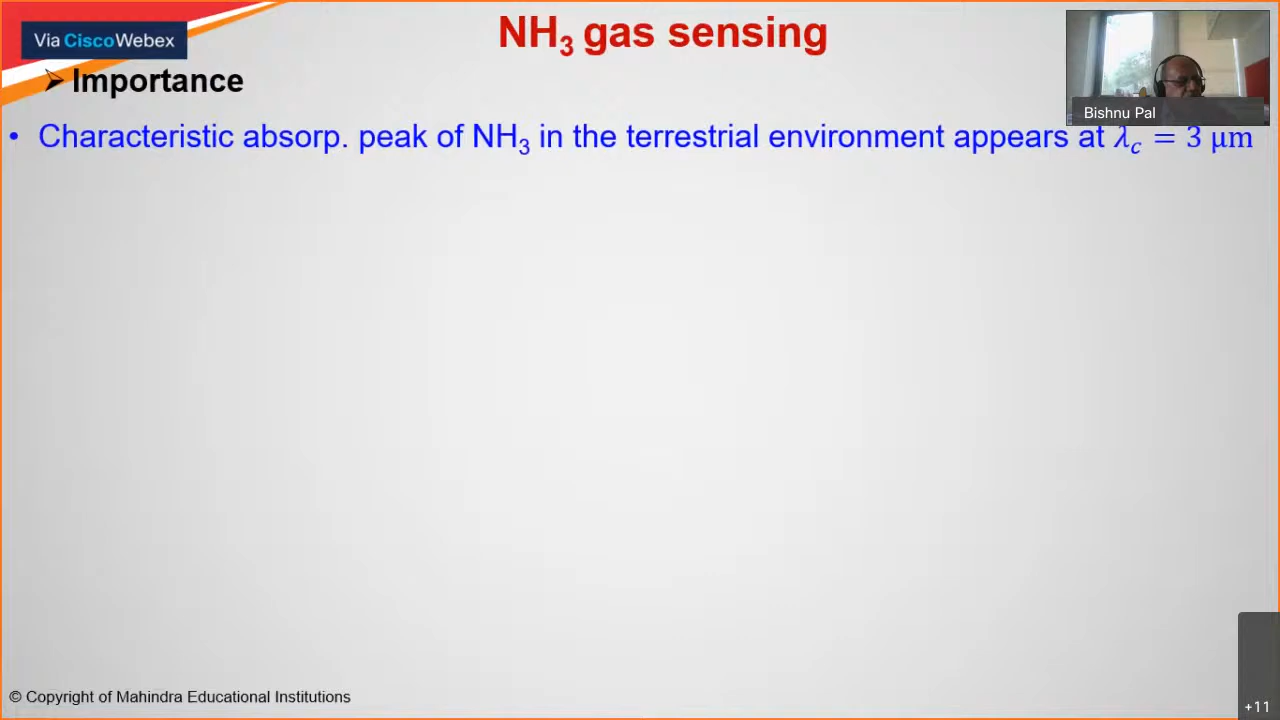 Via CiscoWebex
NH₃ gas sensing
➤ Importance
Bishnu Pal
• Characteristic absorp. peak of NH₃ in the terrestrial environment appears at λ_c = 3 μm
© Copyright of Mahindra Educational Institutions
+11